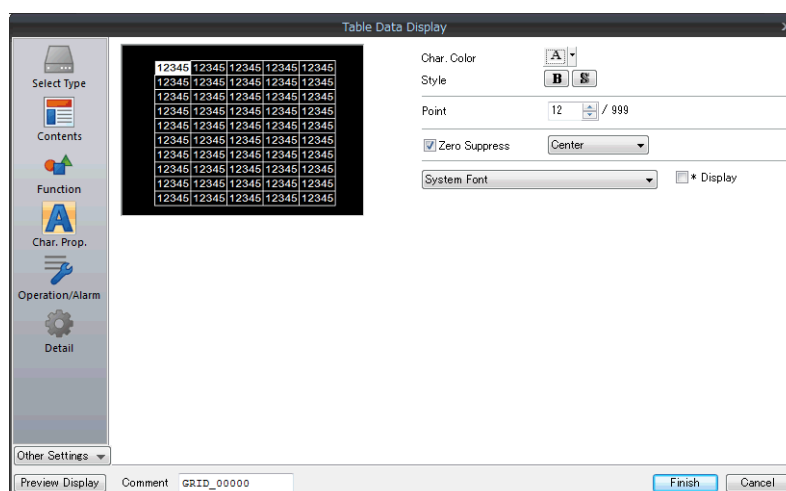 Table Data Display
Select Type
Contents
Function
Char. Prop.
Operation/Alarm
Detail
Other Settings
12345 12345 12345 12345 12345
12345 12345 12345 12345 12345
12345 12345 12345 12345 12345
12345 12345 12345 12345 12345
12345 12345 12345 12345 12345
12345 12345 12345 12345 12345
12345 12345 12345 12345 12345
12345 12345 12345 12345 12345
12345 12345 12345 12345 12345
12345 12345 12345 12345 12345
Char. Color A
Style B S
Point 12 / 999
Zero Suppress Center
System Font * Display
Preview Display Comment GRID_00000 Finish Cancel